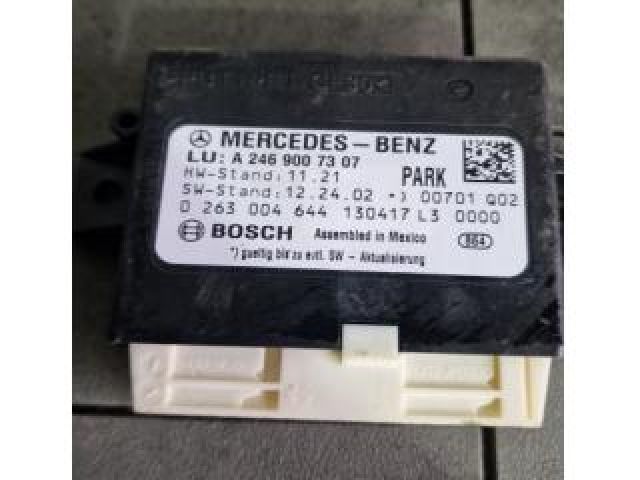 MERCEDES-BENZ
LU: A 246 900 73 07
HW-Stand: 11.21 PARK
SW-Stand: 12.24.02 *) 00701 Q02
0 263 004 644 130417 L3 0000
BOSCH Assembled in Mexico 864
*) gueltig bis zu evtl. SW - Aktualisierung